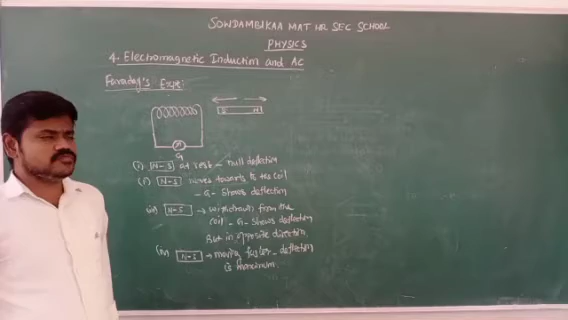 SOWDAMBIKAA MAT HR SEC SCHOOL
PHYSICS
4. Electromagnetic Induction and AC
Faraday's Expt:
G
(i) N-S at rest – null deflection
(i) N-S moves towards to the coil
- G - Shows deflection
iii) N-S → withdrawn from the
coil - G - Shows deflection
But in opposite direction
(iv) N-S → moving faster - deflection
is maximum